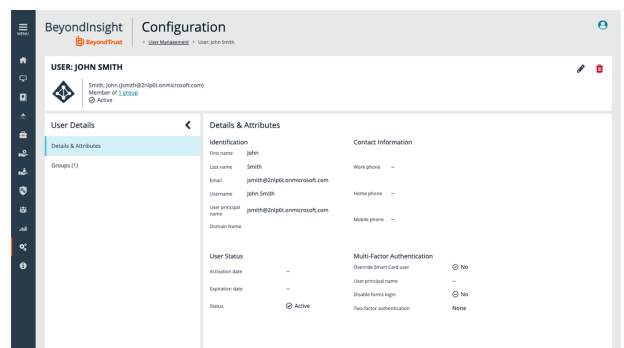 MENU
BeyondInsight
BeyondTrust
Configuration
> User Management > User: John Smith
USER: JOHN SMITH
Smith, John (jsmith@2nlp6t.onmicrosoft.com)
Member of 1 group
Active
User Details
Details & Attributes
Groups (1)
Details & Attributes
Identification
First name John
Last name Smith
Email jsmith@2nlp6t.onmicrosoft.com
Username John Smith
User principal name jsmith@2nlp6t.onmicrosoft.com
Domain Name
Contact Information
Work phone --
Home phone --
Mobile phone --
User Status
Activation date --
Expiration date --
Status Active
Multi-Factor Authentication
Override Smart Card user No
User principal name --
Disable forms login No
Two-factor authentication None